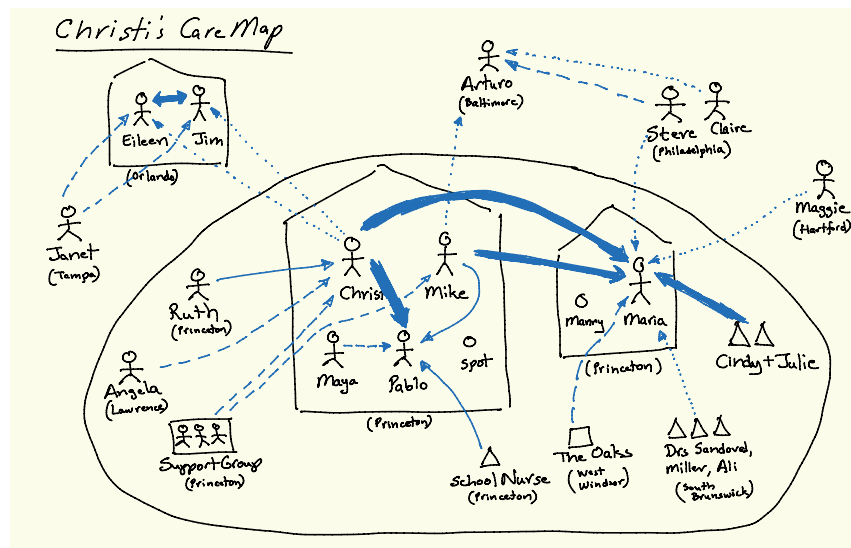 Christi's CareMap
Arturo
(Baltimore)
Eileen
Jim
(Orlando)
Steve
Claire
(Philadelphia)
Maggie
(Hartford)
Janet
(Tampa)
Ruth
(Princeton)
Christi
Mike
Manny
Maria
Maya
Pablo
Spot
(Princeton)
(Princeton)
Cindy+Julie
Angela
(Lawrence)
Support Group
(Princeton)
School Nurse
(Princeton)
The Oaks
(West
Windsor)
Drs Sandoval,
Miller, Ali
(South
Brunswick)